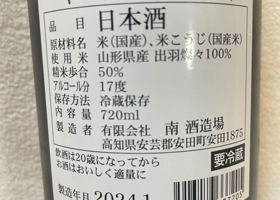 品目 日本酒
原材料名 米(国産)、米こうじ(国産米)
使用米 山形県産 出羽燦々100%
精米歩合 50%
アルコール分 17度
保存方法 冷蔵保存
内容量 720ml
製造者 有限会社 南酒造場
高知県安芸郡安田町安田1875
飲酒は20歳になってから
お酒はおいしく適量に
要冷蔵
製造年月 2024.1